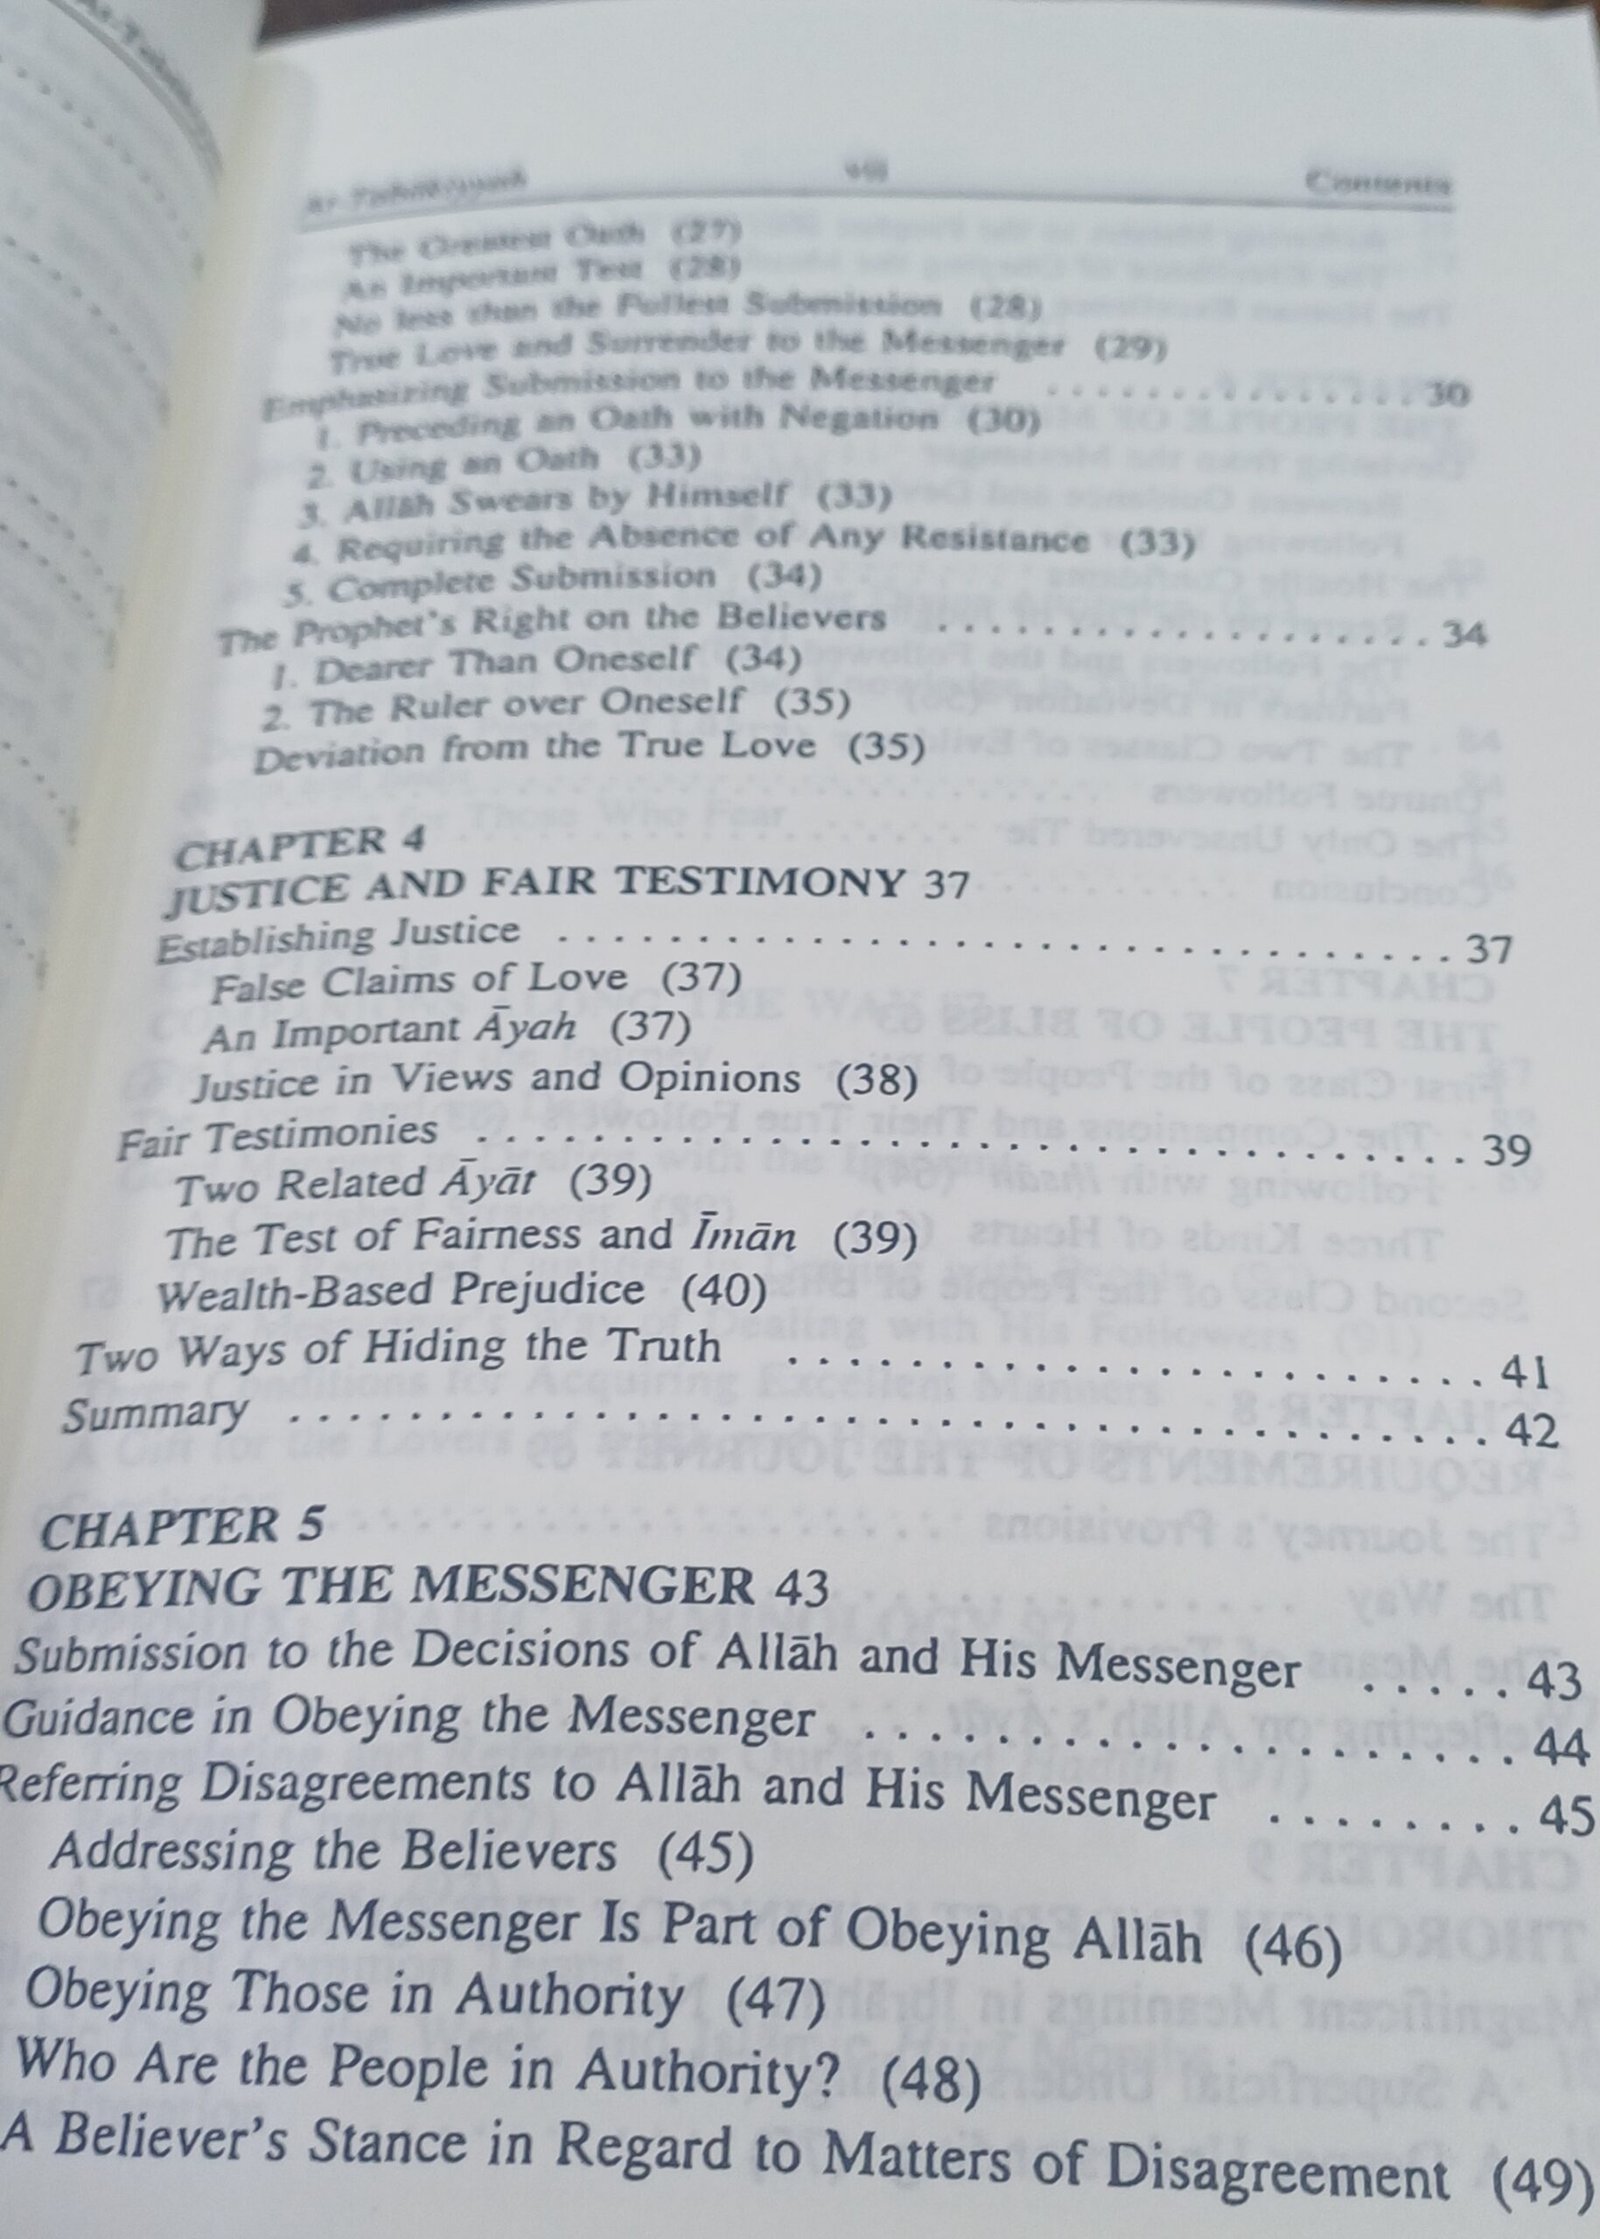 Ar-Tabūkiyyah viii Contents
The Greatest Oath (27)
An Important Test (28)
No less than the Fullest Submission (28)
True Love and Surrender to the Messenger (29)
Emphasizing Submission to the Messenger . . . . . . . . . . . . . . . 30
1. Preceding an Oath with Negation (30)
2. Using an Oath (33)
3. Allāh Swears by Himself (33)
4. Requiring the Absence of Any Resistance (33)
5. Complete Submission (34)
The Prophet's Right on the Believers . . . . . . . . . . . . . . . . . . . 34
1. Dearer Than Oneself (34)
2. The Ruler over Oneself (35)
Deviation from the True Love (35)
CHAPTER 4
JUSTICE AND FAIR TESTIMONY 37
Establishing Justice . . . . . . . . . . . . . . . . . . . . . . . . . . . . . . . . 37
False Claims of Love (37)
An Important Āyah (37)
Justice in Views and Opinions (38)
Fair Testimonies . . . . . . . . . . . . . . . . . . . . . . . . . . . . . . . . . . 39
Two Related Āyāt (39)
The Test of Fairness and Īmān (39)
Wealth-Based Prejudice (40)
Two Ways of Hiding the Truth . . . . . . . . . . . . . . . . . . . . . . . . 41
Summary . . . . . . . . . . . . . . . . . . . . . . . . . . . . . . . . . . . . . . . 42
CHAPTER 5
OBEYING THE MESSENGER 43
Submission to the Decisions of Allāh and His Messenger . . . . . 43
Guidance in Obeying the Messenger . . . . . . . . . . . . . . . . . . . . 44
Referring Disagreements to Allāh and His Messenger . . . . . . . . 45
Addressing the Believers (45)
Obeying the Messenger Is Part of Obeying Allāh (46)
Obeying Those in Authority (47)
Who Are the People in Authority? (48)
A Believer's Stance in Regard to Matters of Disagreement (49)